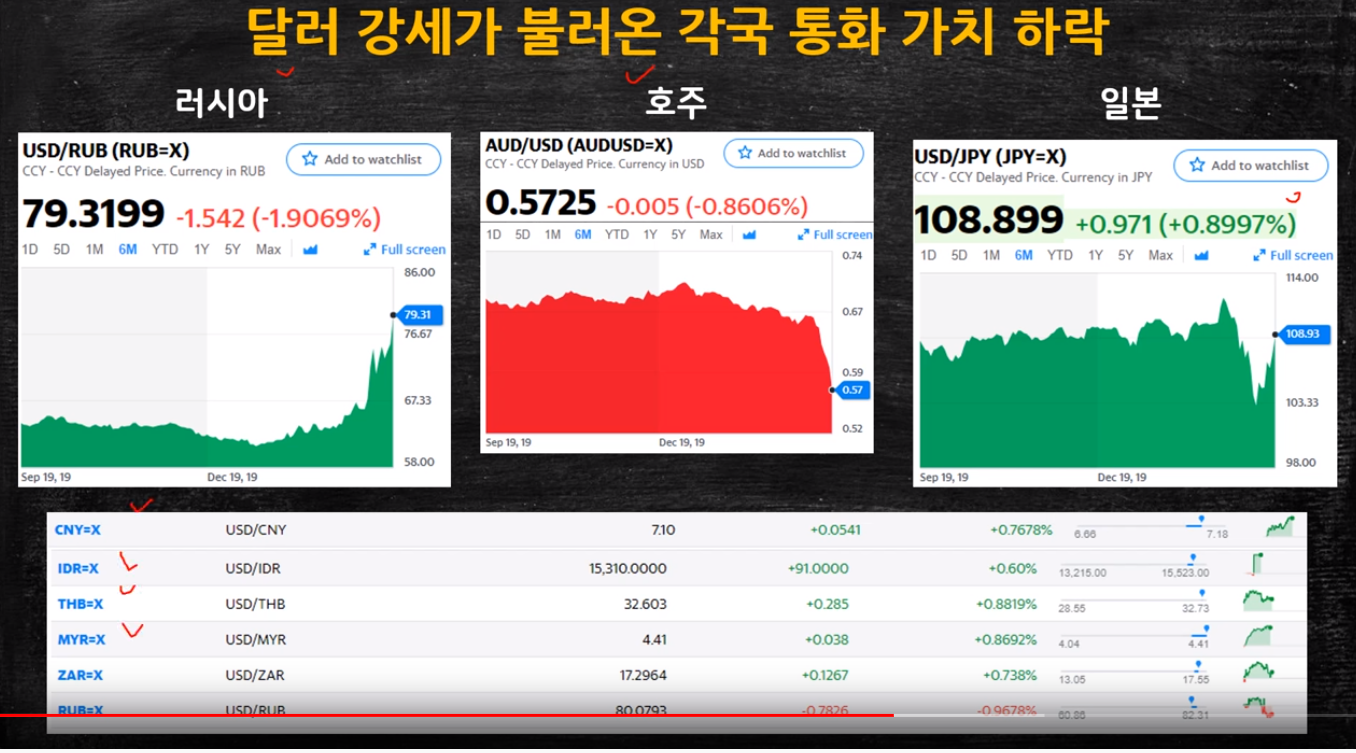 달러 강세가 불러온 각국 통화 가치 하락
러시아
USD/RUB (RUB=X)
Add to watchlist
CCY - CCY Delayed Price. Currency in RUB
79.3199 -1.542 (-1.9069%)
1D 5D 1M 6M YTD 1Y 5Y Max Full screen
86.00
79.31
76.67
67.33
58.00
Sep 19, 19 Dec 19, 19
호주
AUD/USD (AUDUSD=X)
Add to watchlist
CCY - CCY Delayed Price. Currency in USD
0.5725 -0.005 (-0.8606%)
1D 5D 1M 6M YTD 1Y 5Y Max Full screen
0.74
0.67
0.59
0.57
0.52
Sep 19, 19 Dec 19, 19
일본
USD/JPY (JPY=X)
Add to watchlist
CCY - CCY Delayed Price. Currency in JPY
108.899 +0.971 (+0.8997%)
1D 5D 1M 6M YTD 1Y 5Y Max Full screen
114.00
108.93
103.33
98.00
Sep 19, 19 Dec 19, 19
CNY=X USD/CNY 7.10 +0.0541 +0.7678% 6.66 7.18
IDR=X USD/IDR 15,310.0000 +91.0000 +0.60% 13,215.00 15,523.00
THB=X USD/THB 32.603 +0.285 +0.8819% 28.55 32.73
MYR=X USD/MYR 4.41 +0.038 +0.8692% 4.04 4.41
ZAR=X USD/ZAR 17.2964 +0.1267 +0.738% 13.05 17.55
RUB=X USD/RUB 80.0793 -0.7826 -0.9678% 60.86 82.31